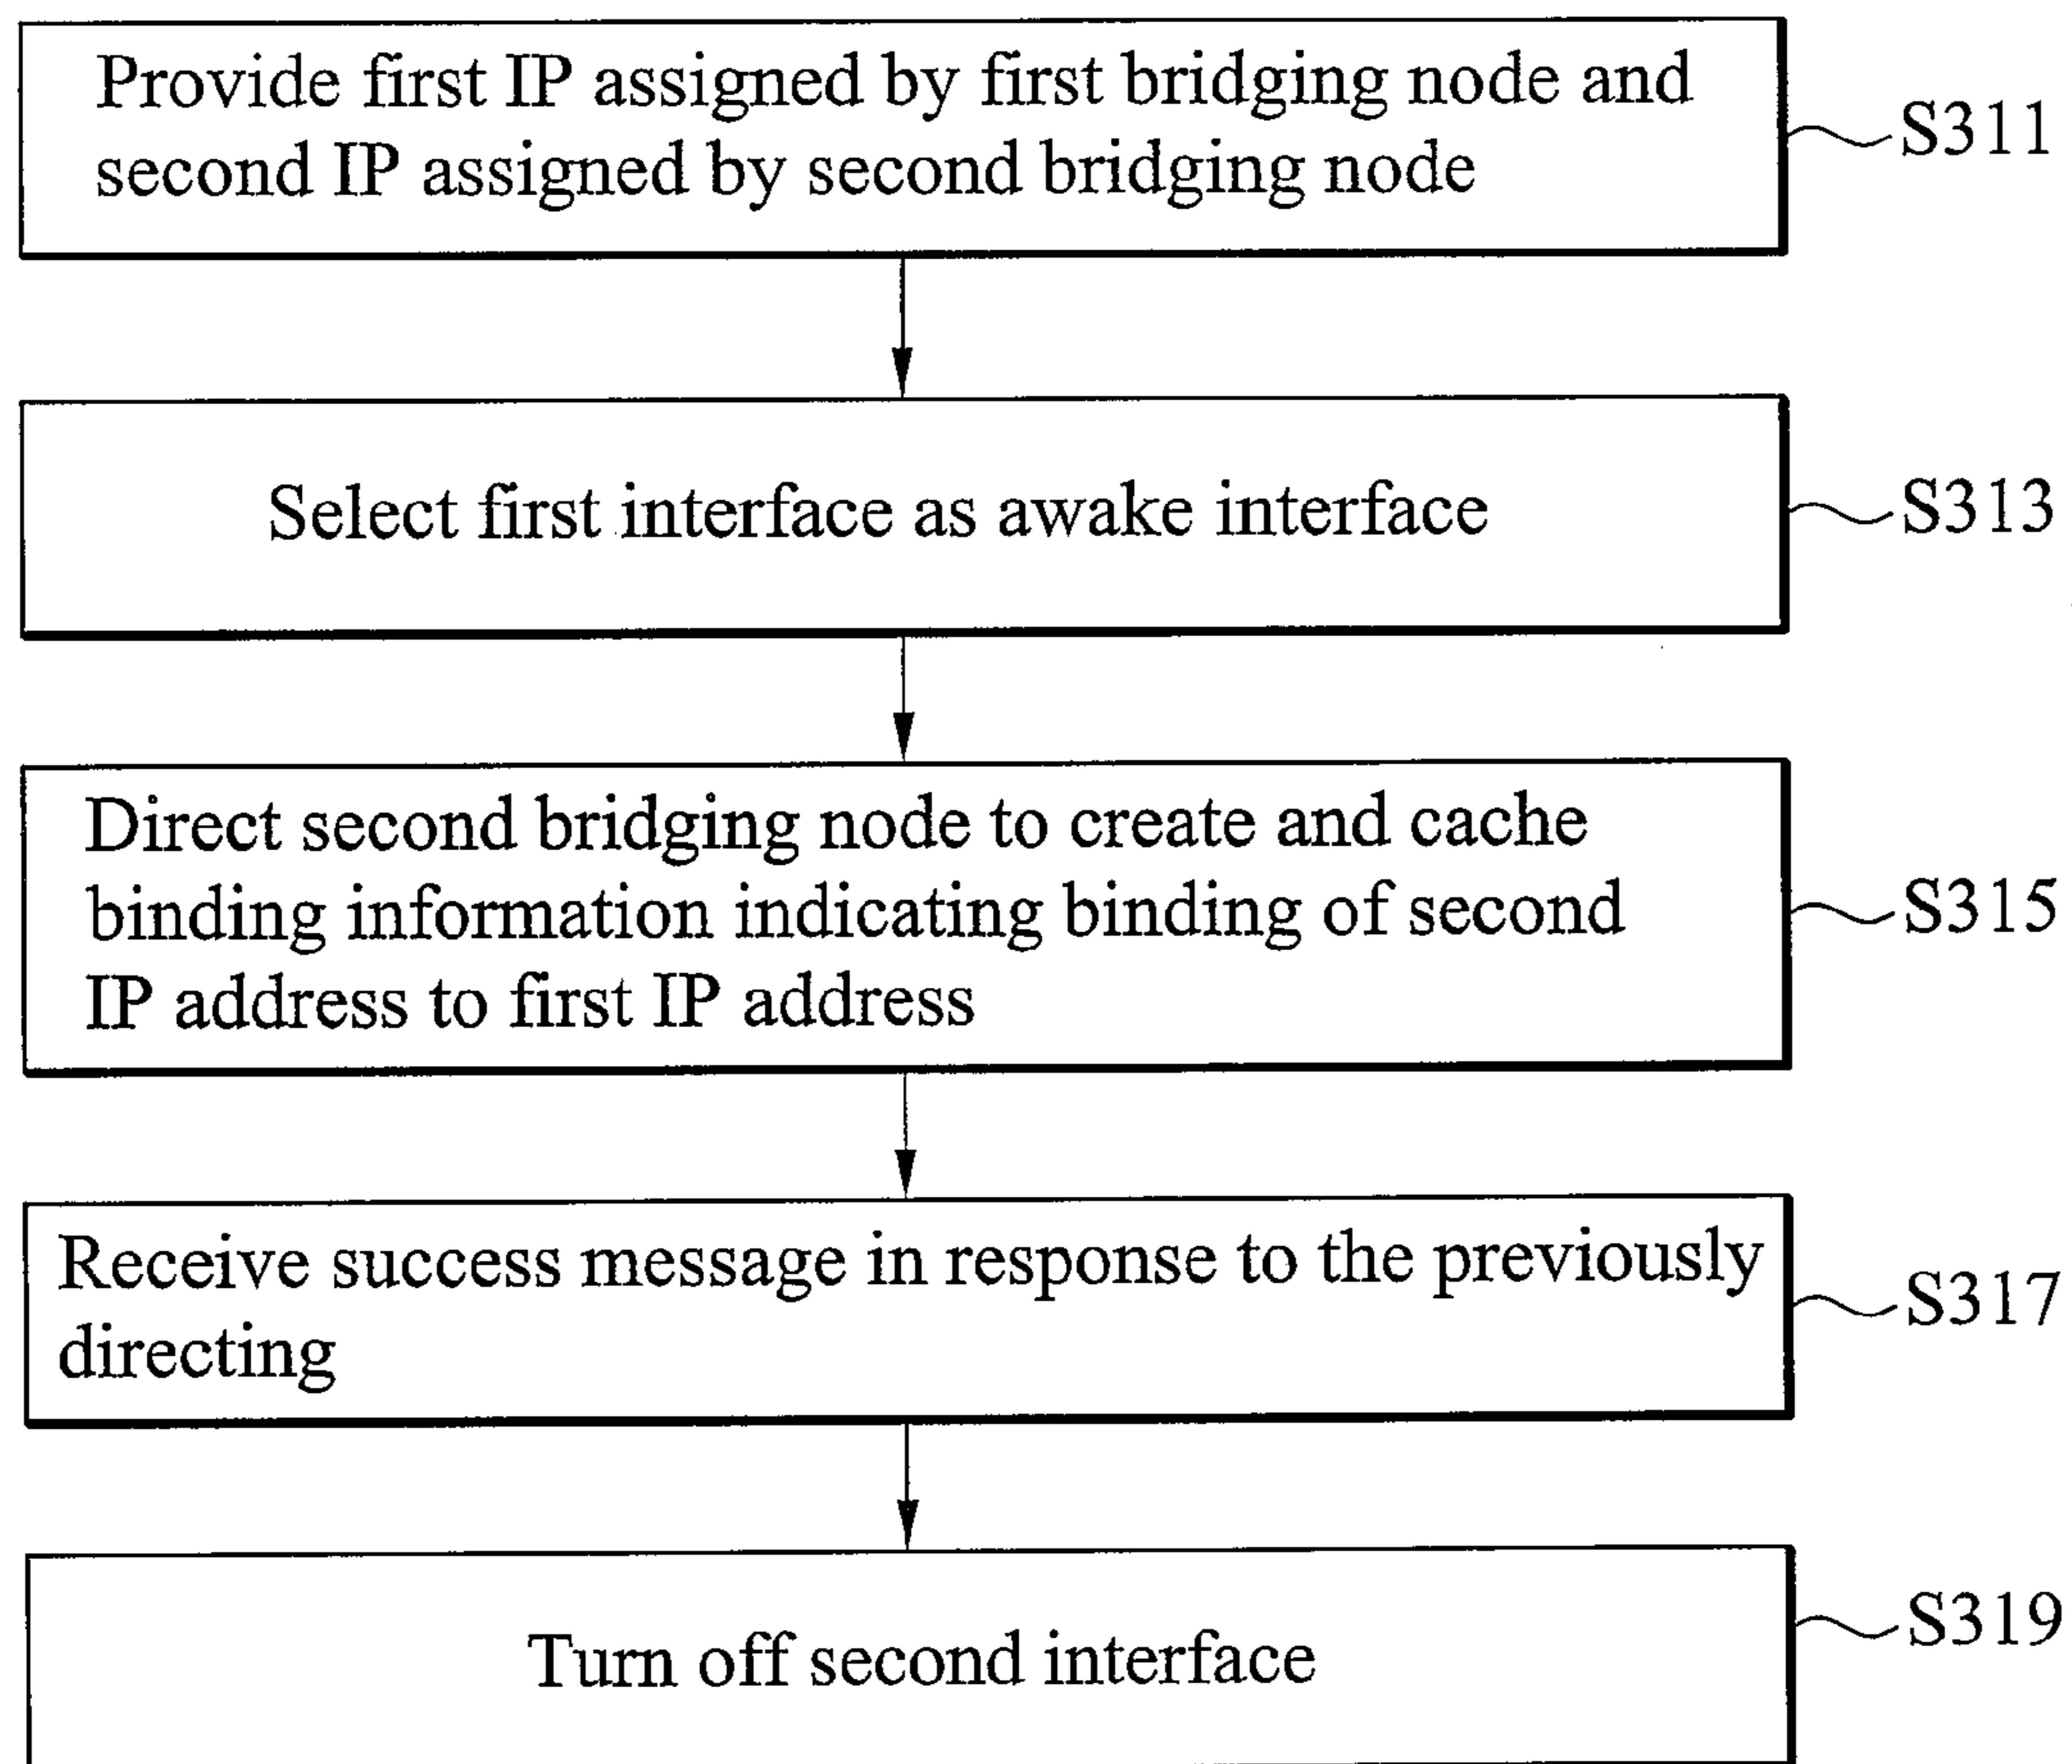 Provide first IP assigned by first bridging node and
second IP assigned by second bridging node
S311
Select first interface as awake interface
S313
Direct second bridging node to create and cache
binding information indicating binding of second
IP address to first IP address
S315
Receive success message in response to the previously
directing
S317
Turn off second interface
S319